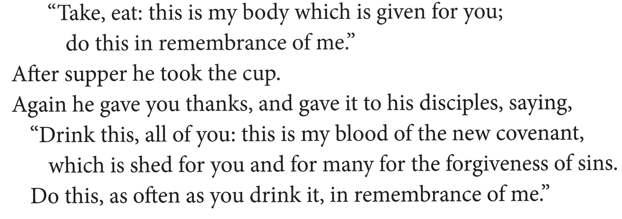 “Take, eat: this is my body which is given for you;
do this in remembrance of me.”
After supper he took the cup.
Again he gave you thanks, and gave it to his disciples, saying,
“Drink this, all of you: this is my blood of the new covenant,
which is shed for you and for many for the forgiveness of sins.
Do this, as often as you drink it, in remembrance of me.”